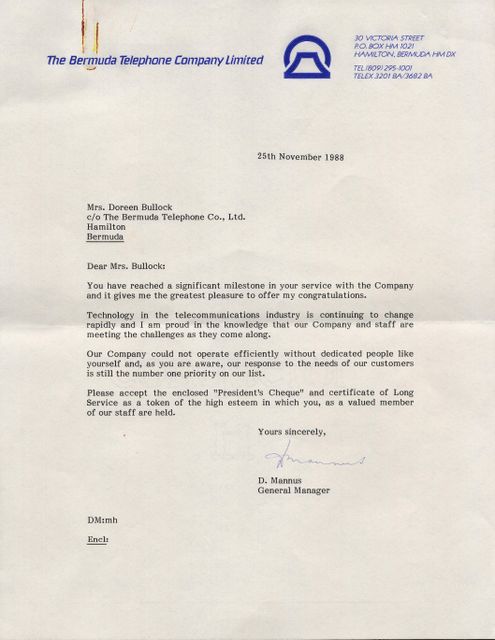 The Bermuda Telephone Company Limited
30 VICTORIA STREET
P.O. BOX HM 1021
HAMILTON, BERMUDA HM DX
TEL.(809) 295-1001
TELEX 3201 BA/3682 BA
25th November 1988
Mrs. Doreen Bullock
c/o The Bermuda Telephone Co., Ltd.
Hamilton
Bermuda
Dear Mrs. Bullock:
You have reached a significant milestone in your service with the Company
and it gives me the greatest pleasure to offer my congratulations.
Technology in the telecommunications industry is continuing to change
rapidly and I am proud in the knowledge that our Company and staff are
meeting the challenges as they come along.
Our Company could not operate efficiently without dedicated people like
yourself and, as you are aware, our response to the needs of our customers
is still the number one priority on our list.
Please accept the enclosed "President's Cheque" and certificate of Long
Service as a token of the high esteem in which you, as a valued member
of our staff are held.
Yours sincerely,
DMannus
D. Mannus
General Manager
DM:mh
Encl: